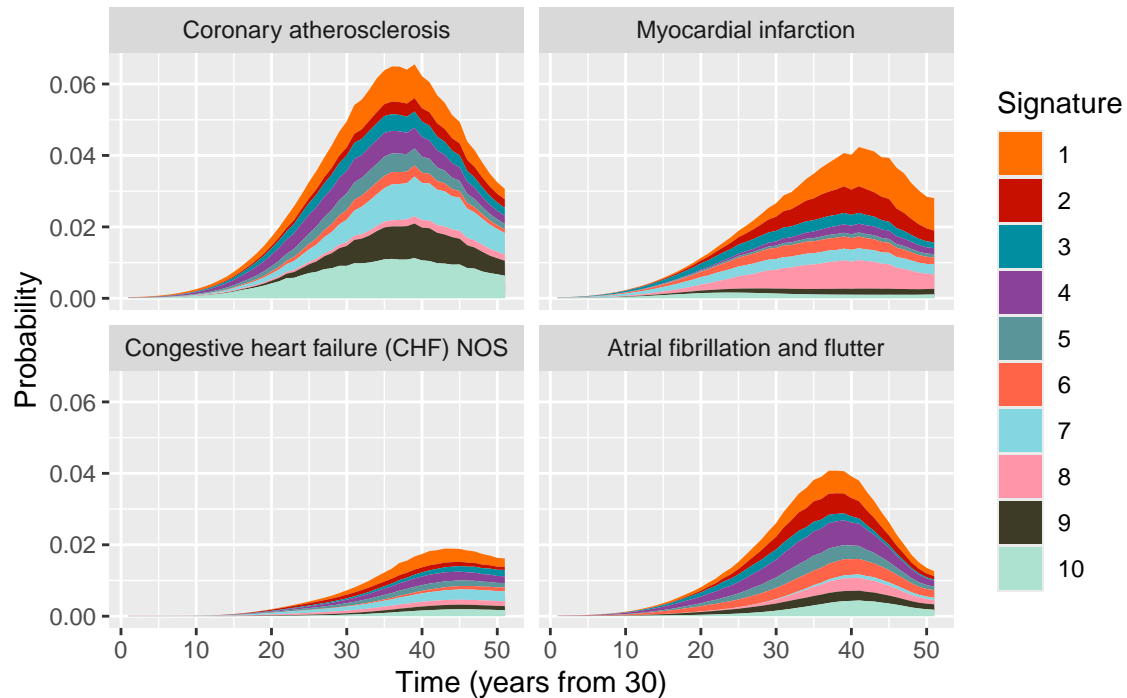 Coronary atherosclerosis
Myocardial infarction
0.06
0.04
0.02
0.00
Congestive heart failure (CHF) NOS
Atrial fibrillation and flutter
0.06
0.04
0.02
0.00
0 10 20 30 40 50
0 10 20 30 40 50
Time (years from 30)
Probability
Signature
1
2
3
4
5
6
7
8
9
10